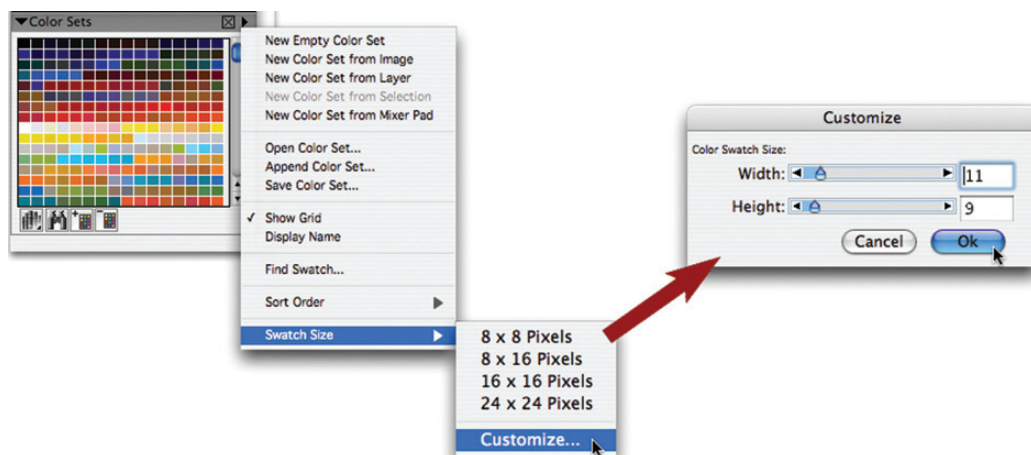 Color Sets
New Empty Color Set
New Color Set from Image
New Color Set from Layer
New Color Set from Selection
New Color Set from Mixer Pad
Open Color Set...
Append Color Set...
Save Color Set...
✓ Show Grid
Display Name
Find Swatch...
Sort Order
Swatch Size
8 x 8 Pixels
8 x 16 Pixels
16 x 16 Pixels
24 x 24 Pixels
Customize...
Customize
Color Swatch Size:
Width: 11
Height: 9
Cancel Ok